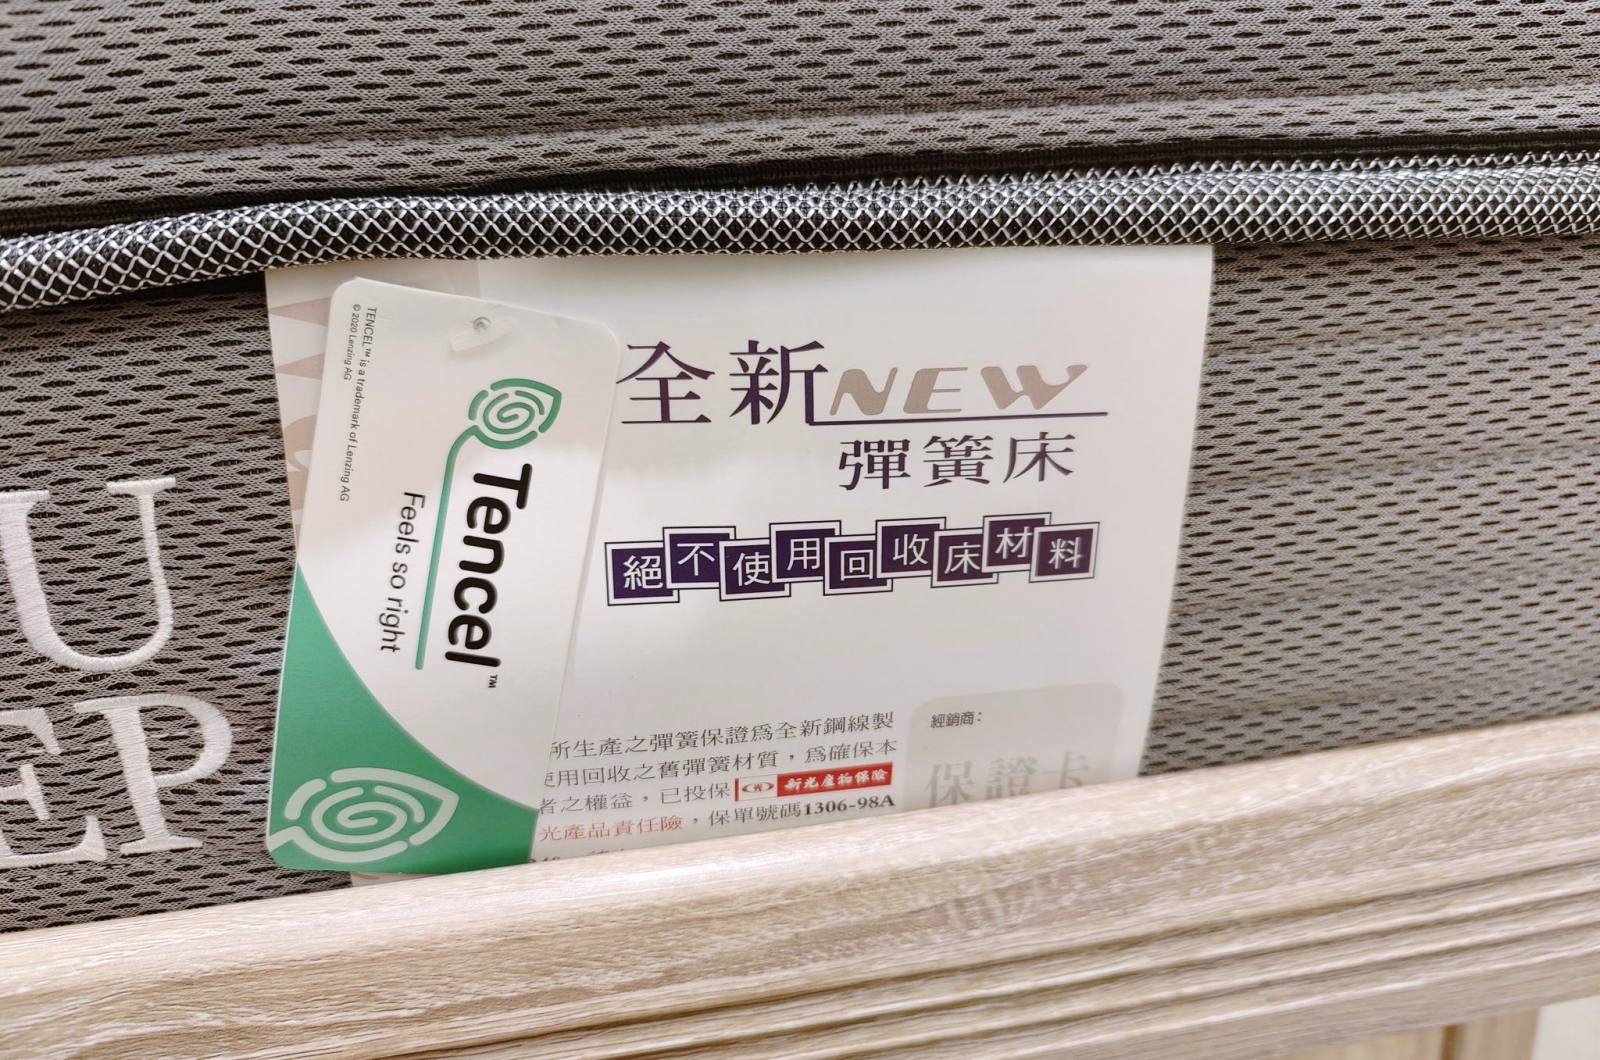 U
EP
TENCEL™ is a trademark of Lenzing AG
© 2020 Lenzing AG
Tencel™
Feels so right
全新NEW
彈簧床
絕不使用回收床材料
所生產之彈簧保證爲全新鋼線製
使用回收之舊彈簧材質，爲確保本
者之權益，已投保 新光產物保險
光產品責任險，保單號碼1306-98A
經銷商：
保證卡